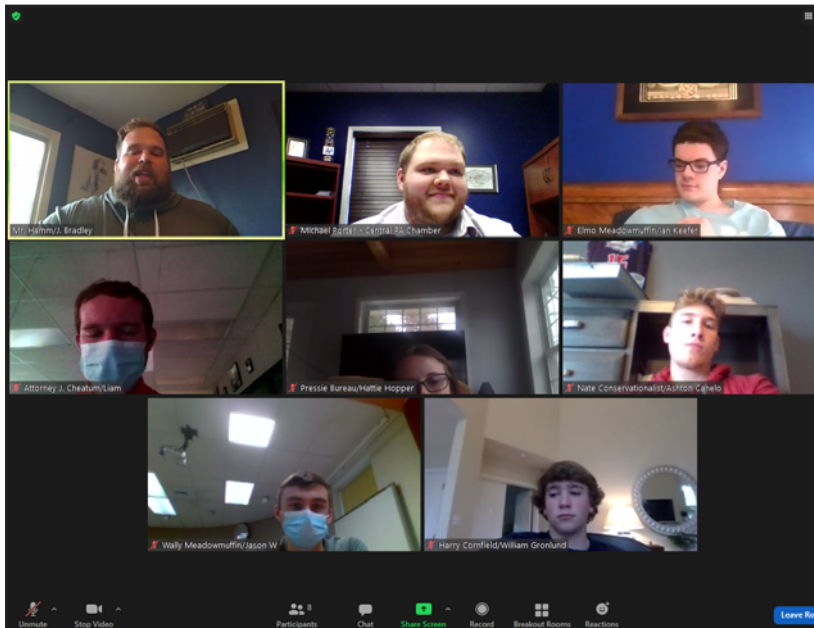 Mr. Hamm/J. Bradley
Michael Porter - Central PA Chamber
Elmo Meadowmuffin/Ian Keefer
Attorney J. Cheatum/Liam
Pressie Bureau/Hattie Hopper
Nate Conservationalist/Ashton Canelo
Wally Meadowmuffin/Jason W
Harry Cornfield/William Gronlund
Unmute
Stop Video
Participants
8
Chat
Share Screen
Record
Breakout Rooms
Reactions
Leave Ro